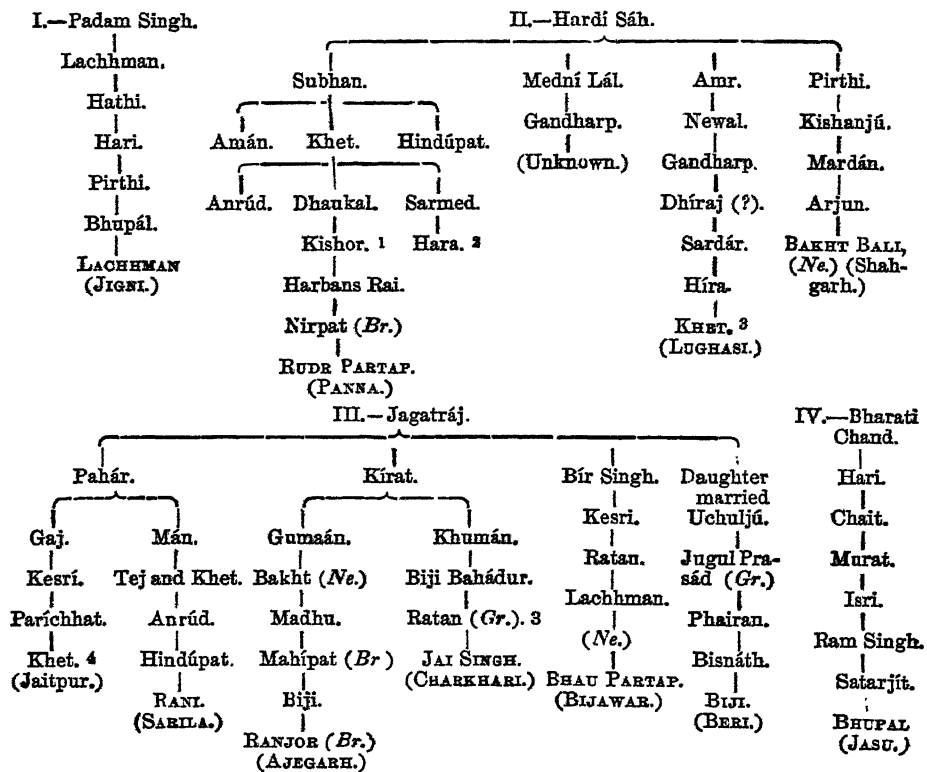 I.—Padam Singh.
Lachhman.
Hathi.
Hari.
Pirthi.
Bhupál.
LACHHMAN
(JIGNI.)
II.—Hardí Sáh.
Subhan. Mední Lál. Amr. Pirthi.
Amán. Khet. Hindúpat. Gandharp. Newal. Kishanjú.
(Unknown.) Gandharp. Mardán.
Anrúd. Dhaukal. Sarmed. Dhíraj (?). Arjun.
Kishor. 1 Hara. 2 Sardár. BAKHT BALI,
(Ne.) (Shah-
garh.)
Harbans Rai. Híra.
Nirpat (Br.) KHET. 3
(LUGHASI.)
RUDR PARTAP.
(PANNA.)
III.—Jagatráj.
Pahár. Kírat. Bír Singh. Daughter
married
Uchuljú.
Gaj. Mán. Gumaán. Khumán. Kesri.
Kesrí. Tej and Khet. Bakht (Ne.) Biji Bahádur. Ratan. Jugul Pra-
sád (Gr.)
Paríchhat. Anrúd. Madhu. Ratan (Gr.). 3 Lachhman. Phairan.
Khet. 4 Hindúpat. Mahípat (Br) JAI SINGH. (Ne.) Bisnáth.
(Jaitpur.) (CHARKHARI.)
RANI. Biji. BHAU PARTAP. BIJI.
(SARILA.) (BIJAWAR.) (BERI.)
RANJOR (Br.)
(AJEGARH.)
IV.—Bharati
Chand.
Hari.
Chait.
Murat.
Isri.
Ram Singh.
Satarjít.
BHUPAL
(JASU.)